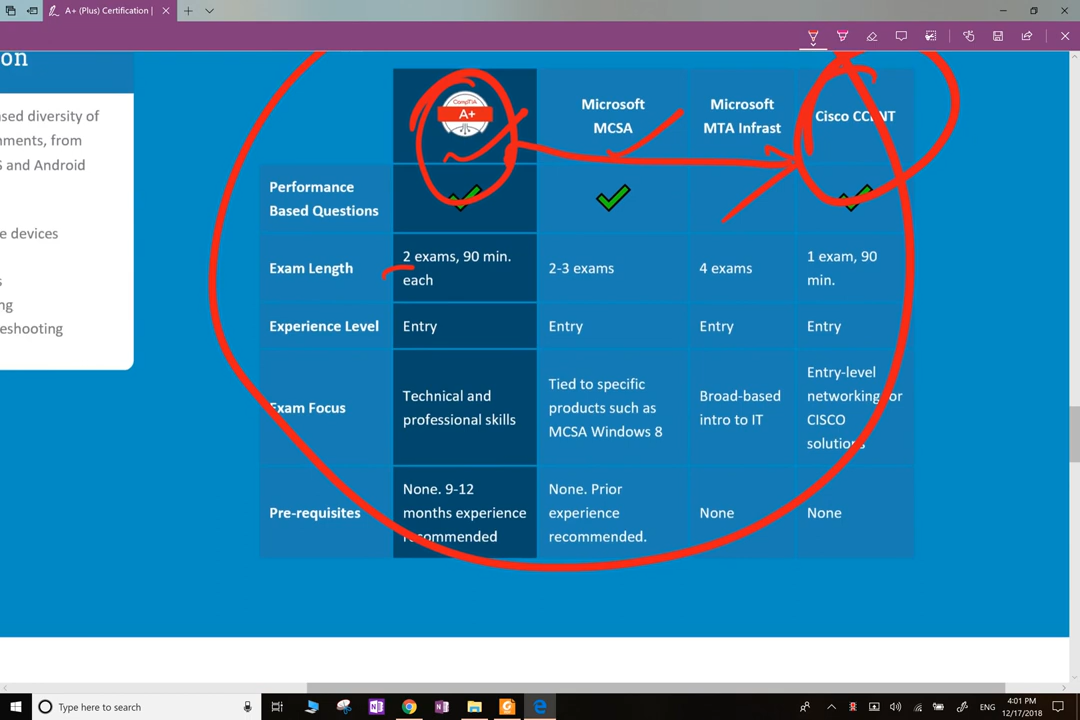 A+ (Plus) Certification |
on
ased diversity of
nments, from
S and Android
e devices
s
ng
eshooting
CompTIA
A+
Microsoft
MCSA
Microsoft
MTA Infrast
Cisco CCENT
Performance
Based Questions
Exam Length
2 exams, 90 min.
each
2-3 exams
4 exams
1 exam, 90
min.
Experience Level
Entry
Entry
Entry
Entry
Exam Focus
Technical and
professional skills
Tied to specific
products such as
MCSA Windows 8
Broad-based
intro to IT
Entry-level
networking for
CISCO
solutions
Pre-requisites
None. 9-12
months experience
recommended
None. Prior
experience
recommended.
None
None
Type here to search
ENG
4:01 PM
12/17/2018